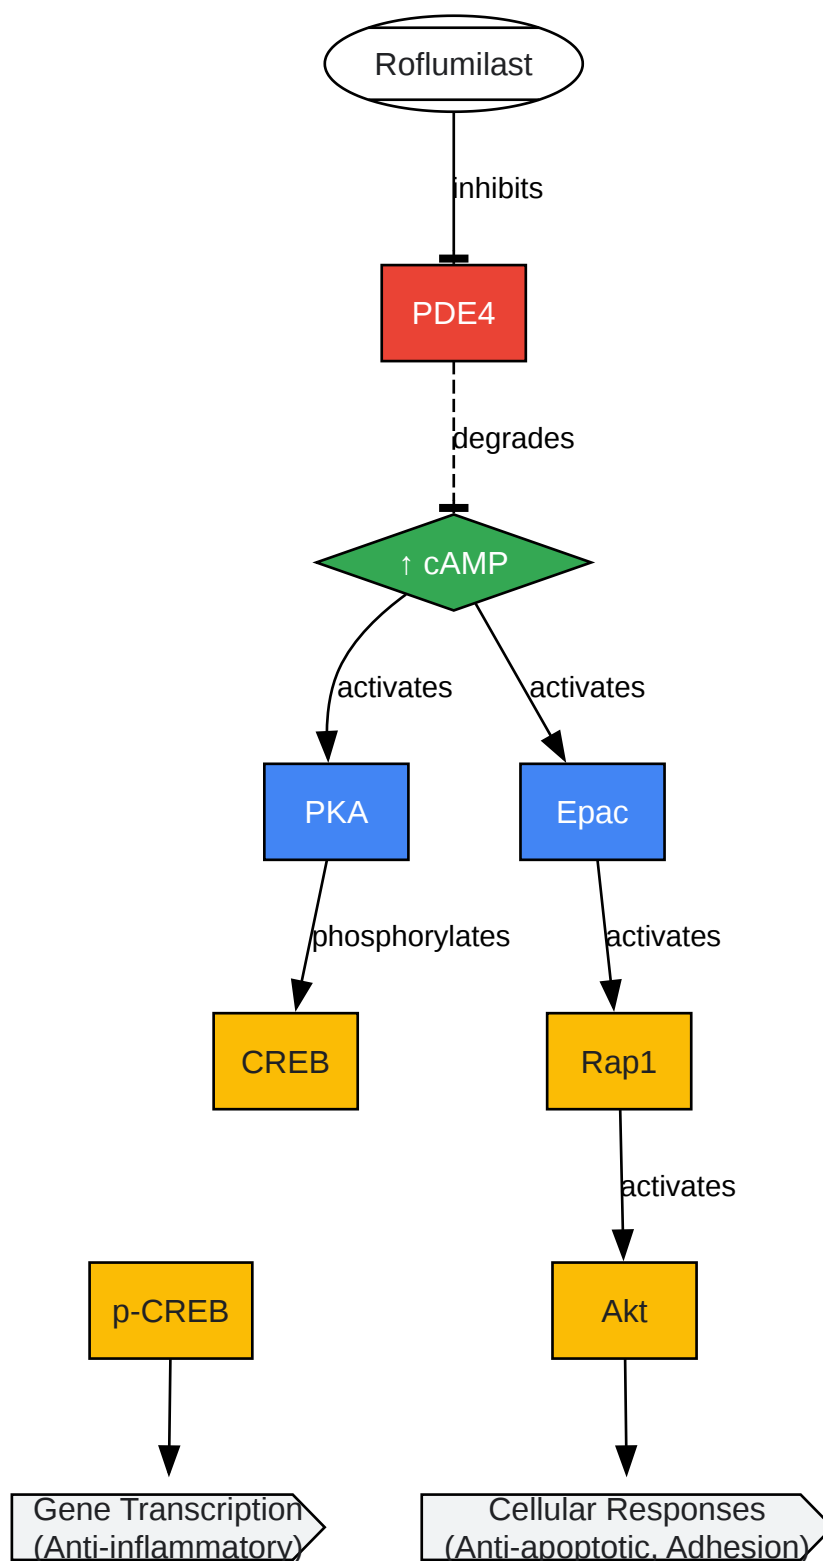 Roflumilast
inhibits
PDE4
degrades
↑ cAMP
activates
activates
PKA
Epac
phosphorylates
activates
CREB
Rap1
activates
p-CREB
Akt
Gene Transcription
(Anti-inflammatory)
Cellular Responses
(Anti-apoptotic, Adhesion)